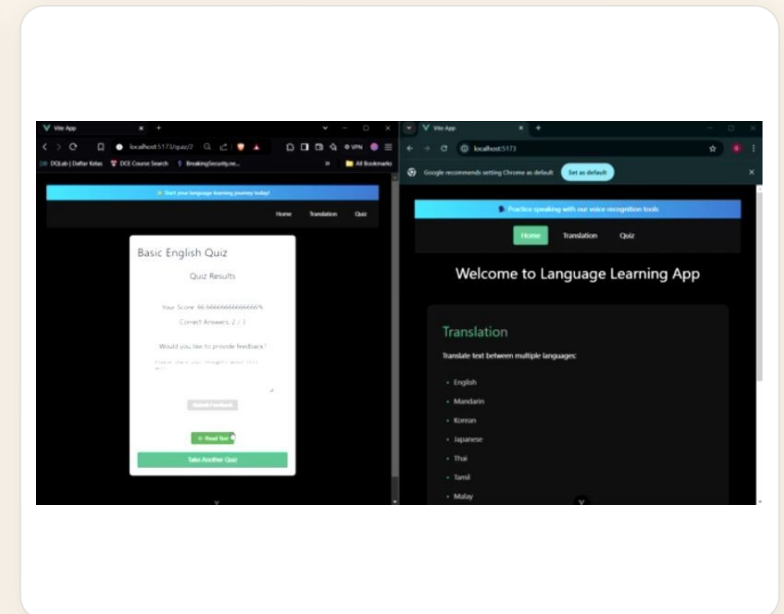 Vite App
localhost:5173/quiz/7
VPN
DQLab | Daftar Kelas
DCE Course Search
BreakingSecurity.ne...
All Bookmarks
Start your language learning journey today!
Home
Translation
Quiz
Basic English Quiz
Quiz Results
Your Score: 66.66666666666666%
Correct Answers: 2 / 3
Would you like to provide feedback?
Submit Feedback
Read Text
Take Another Quiz
Vite App
localhost:5173
Google recommends setting Chrome as default
Set as default
Practice speaking with our voice recognition tools
Home
Translation
Quiz
Welcome to Language Learning App
Translation
Translate text between multiple languages:
• English
• Mandarin
• Korean
• Japanese
• Thai
• Tamil
• Malay